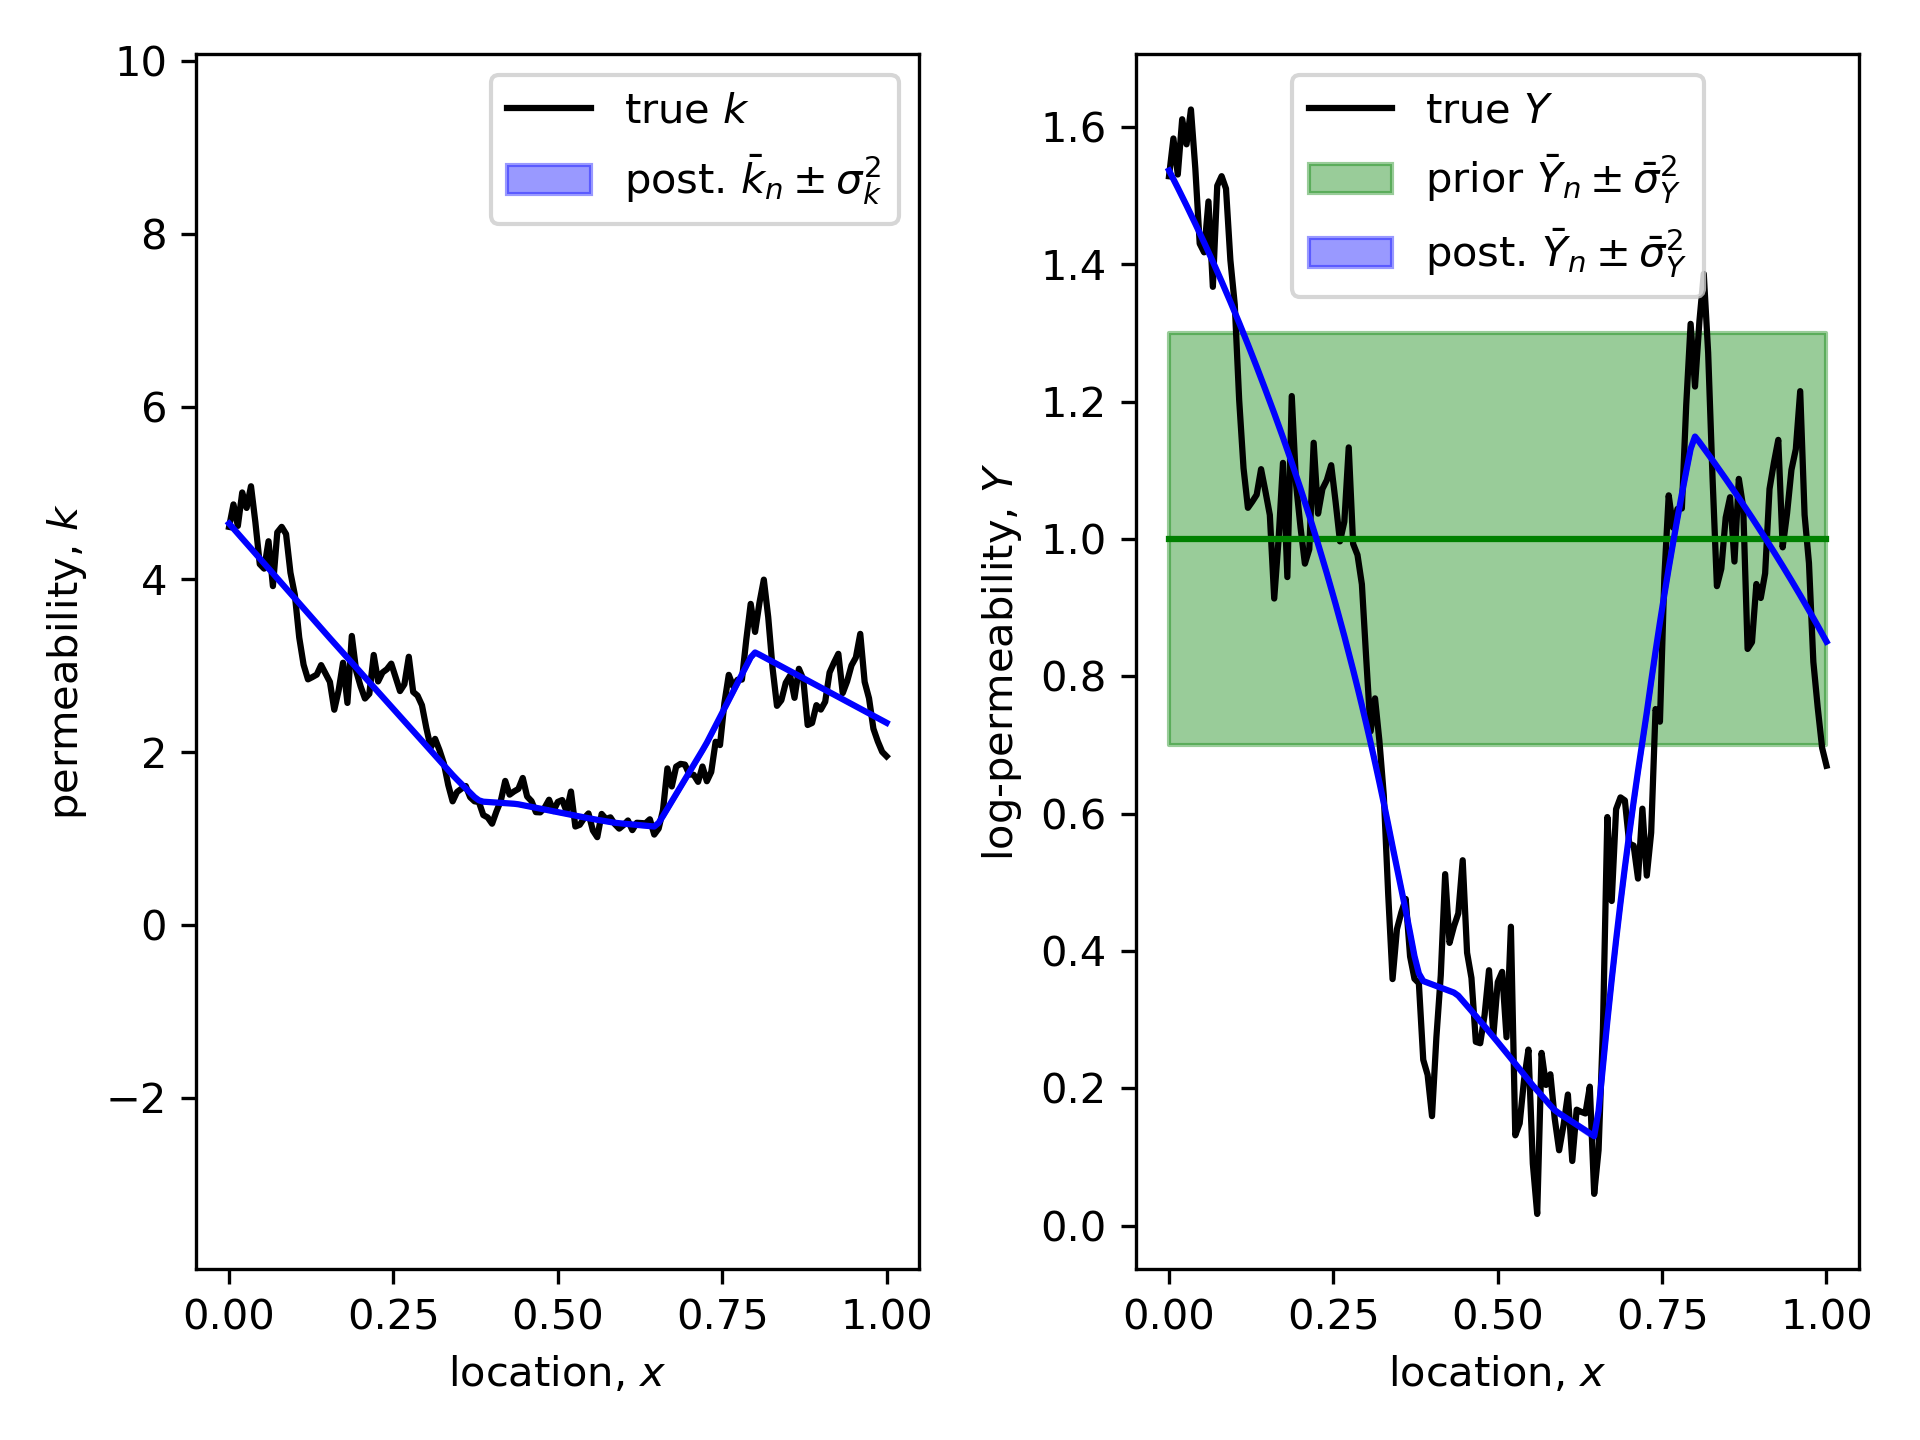 10
8
6
4
2
0
−2
permeability, k
0.00 0.25 0.50 0.75 1.00
location, x
true k
post. k̄ₙ ± σ²ₖ
1.6
1.4
1.2
1.0
0.8
0.6
0.4
0.2
0.0
log-permeability, Y
0.00 0.25 0.50 0.75 1.00
location, x
true Y
prior Ȳₙ ± σ̄²_Y
post. Ȳₙ ± σ̄²_Y